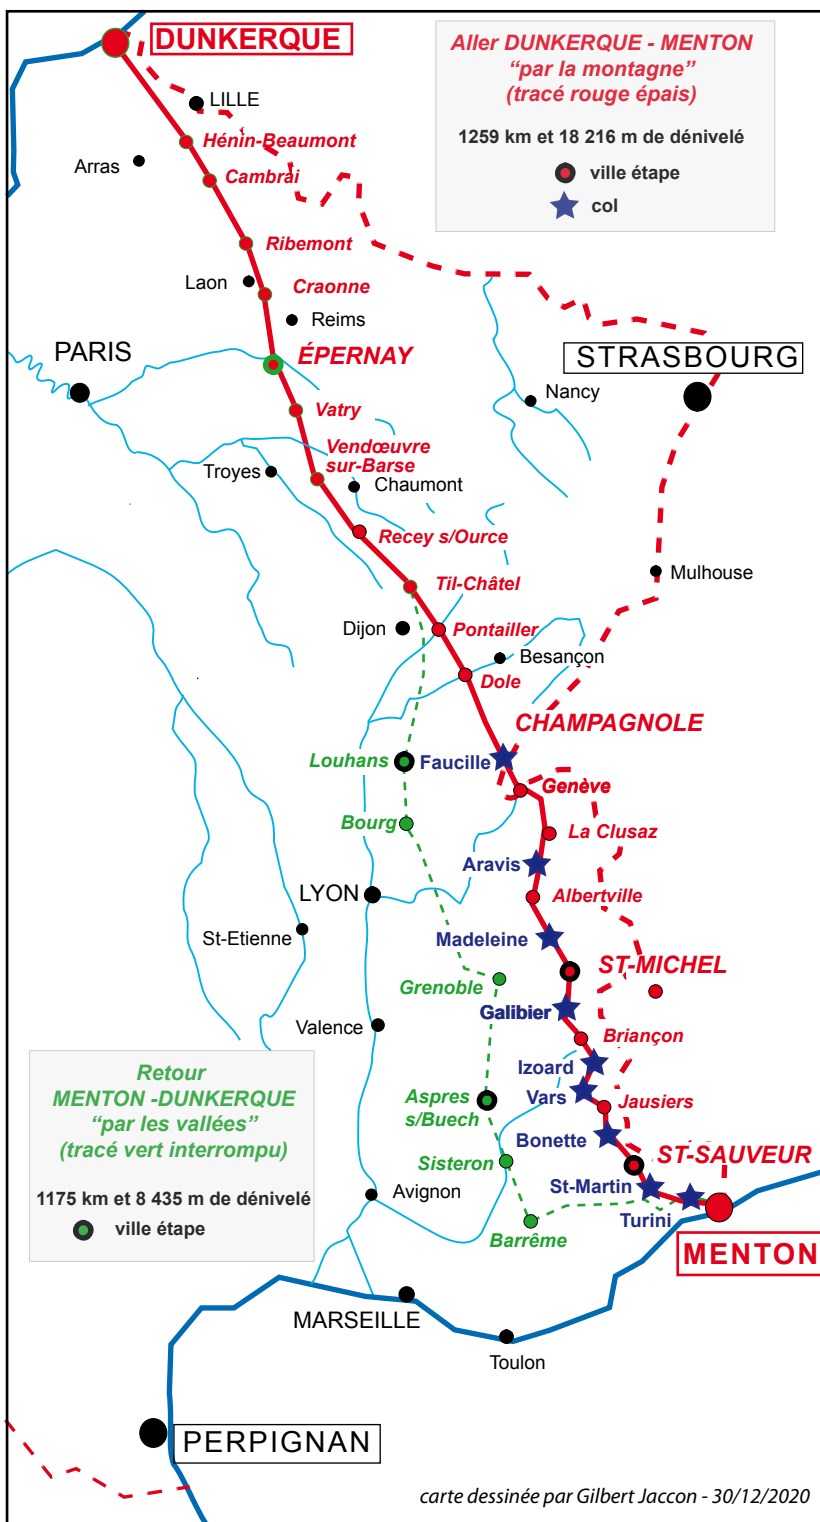 DUNKERQUE
Aller DUNKERQUE - MENTON
“par la montagne”
(tracé rouge épais)
1259 km et 18 216 m de dénivelé
ville étape
col
LILLE
Hénin-Beaumont
Arras
Cambrai
Ribemont
Laon
Craonne
Reims
PARIS
ÉPERNAY
STRASBOURG
Nancy
Vatry
Vendœuvre
sur-Barse
Troyes
Chaumont
Recey s/Ource
Til-Châtel
Mulhouse
Dijon
Pontailler
Besançon
Dole
CHAMPAGNOLE
Louhans
Faucille
Genève
Bourg
La Clusaz
Aravis
LYON
Albertville
St-Etienne
Madeleine
ST-MICHEL
Grenoble
Galibier
Valence
Briançon
Izoard
Vars
Jausiers
Aspres
s/Buech
Bonette
Retour
MENTON -DUNKERQUE
“par les vallées”
(tracé vert interrompu)
1175 km et 8 435 m de dénivelé
ville étape
ST-SAUVEUR
Sisteron
St-Martin
Avignon
Turini
Barrême
MENTON
MARSEILLE
Toulon
PERPIGNAN
carte dessinée par Gilbert Jaccon - 30/12/2020